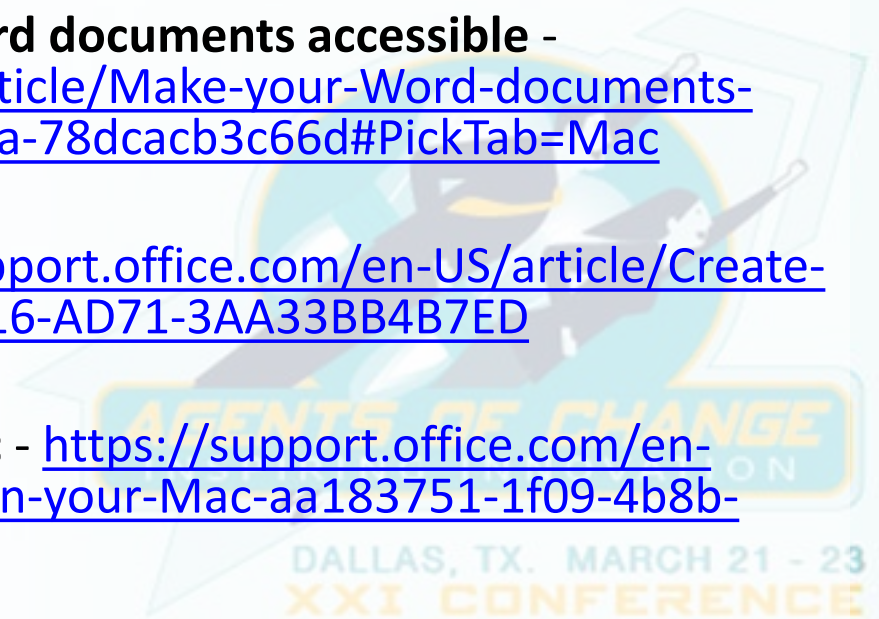 rd documents accessible -
ticle/Make-your-Word-documents-
a-78dcacb3c66d#PickTab=Mac
pport.office.com/en-US/article/Create-
16-AD71-3AA33BB4B7ED
- https://support.office.com/en-
n-your-Mac-aa183751-1f09-4b8b-
AGENTS OF CHANGE
DALLAS, TX. MARCH 21 - 23
XXI CONFERENCE